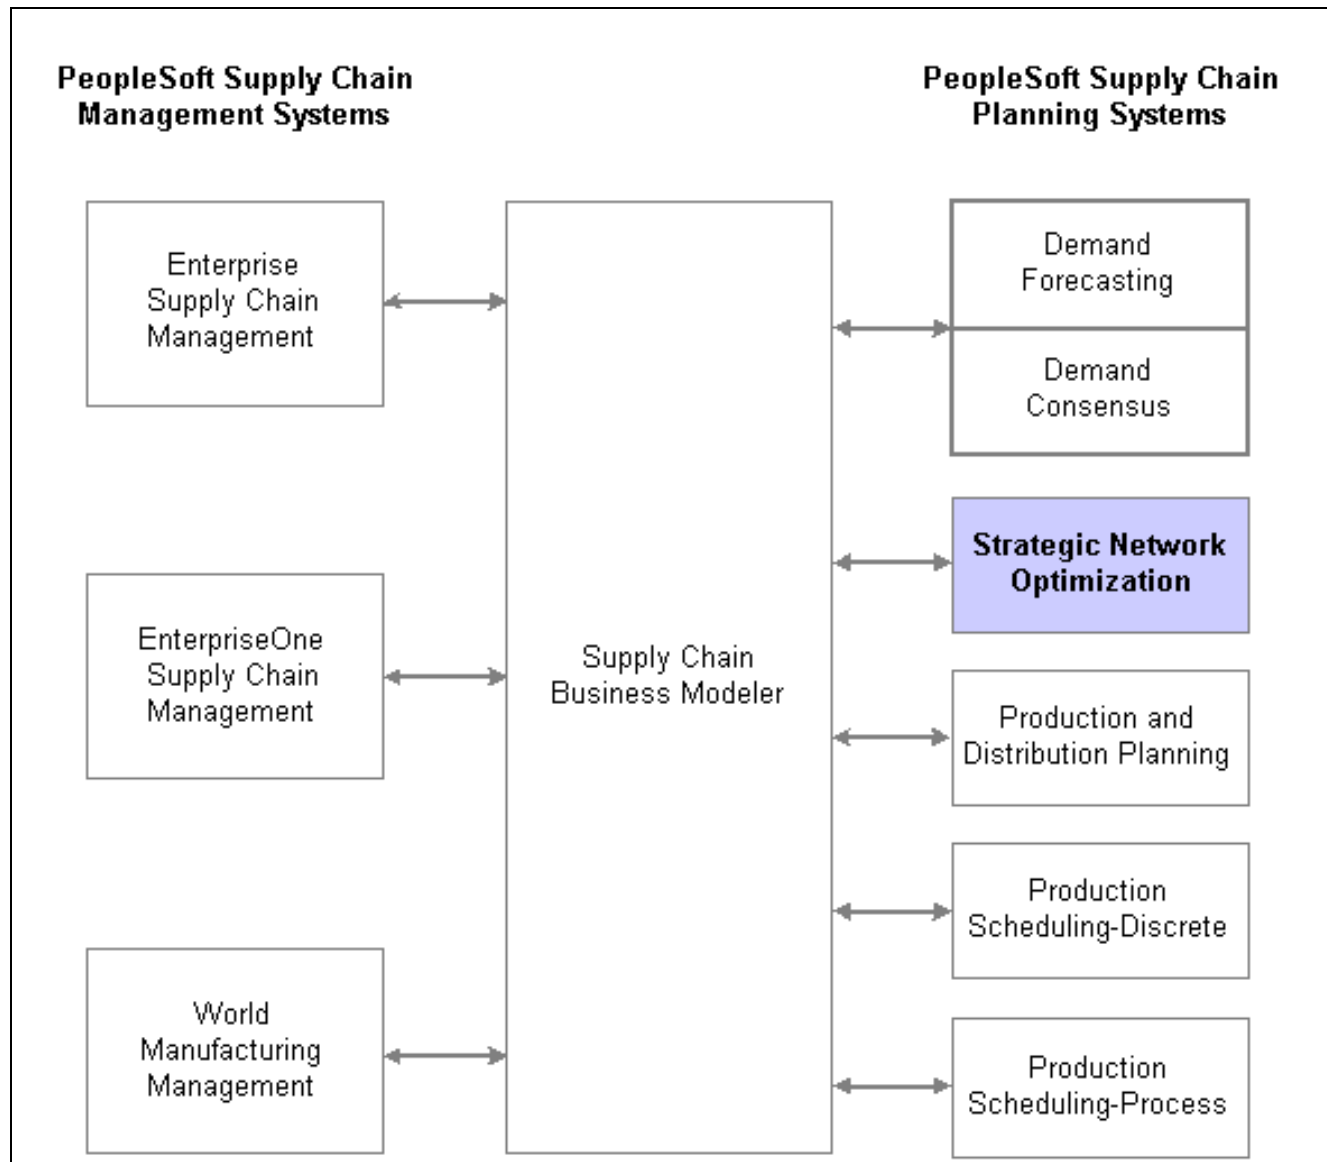 PeopleSoft Supply Chain
Management Systems
PeopleSoft Supply Chain
Planning Systems
Enterprise
Supply Chain
Management
EnterpriseOne
Supply Chain
Management
World
Manufacturing
Management
Supply Chain
Business Modeler
Demand
Forecasting
Demand
Consensus
Strategic Network
Optimization
Production and
Distribution Planning
Production
Scheduling-Discrete
Production
Scheduling-Process